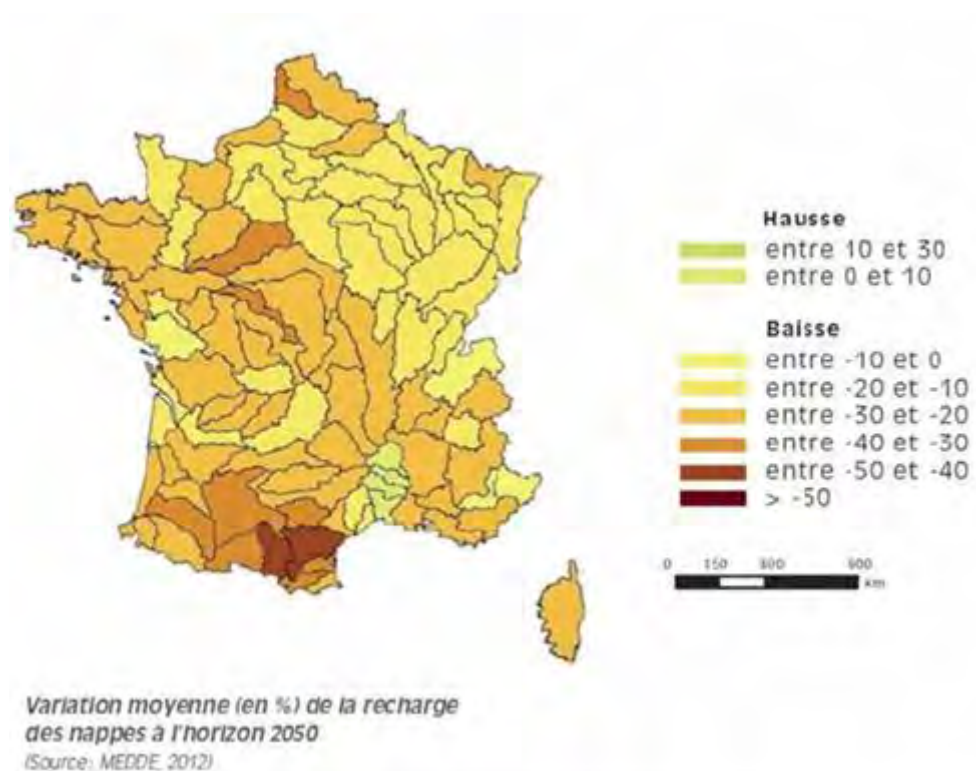 Hausse
entre 10 et 30
entre 0 et 10
Baisse
entre -10 et 0
entre -20 et -10
entre -30 et -20
entre -40 et -30
entre -50 et -40
> -50
0 150 300 600
km
Variation moyenne (en %) de la recharge
des nappes à l'horizon 2050
(Source: MEDDE, 2012)